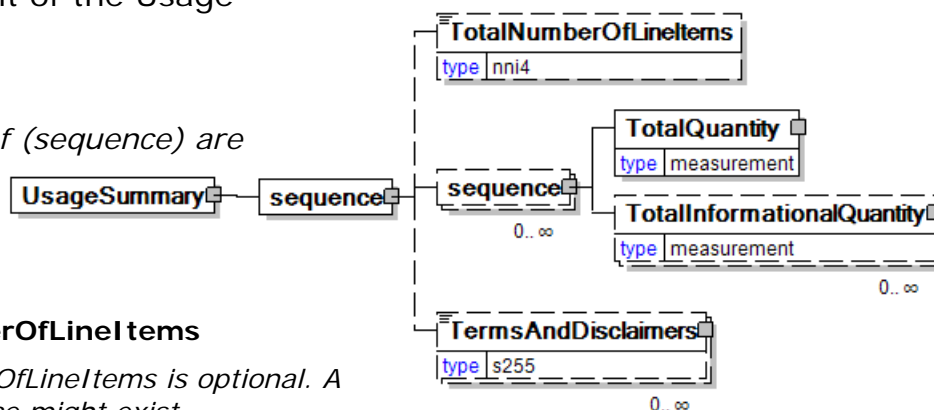 nt of the Usage
TotalNumberOfLineItems
type nni4
f (sequence) are
TotalQuantity
type measurement
UsageSummary
sequence
sequence
0.. ∞
TotalInformationalQuantity
type measurement
0.. ∞
erOfLineItems
TermsAndDisclaimers
type s255
0.. ∞
OfLineItems is optional. A
might exist